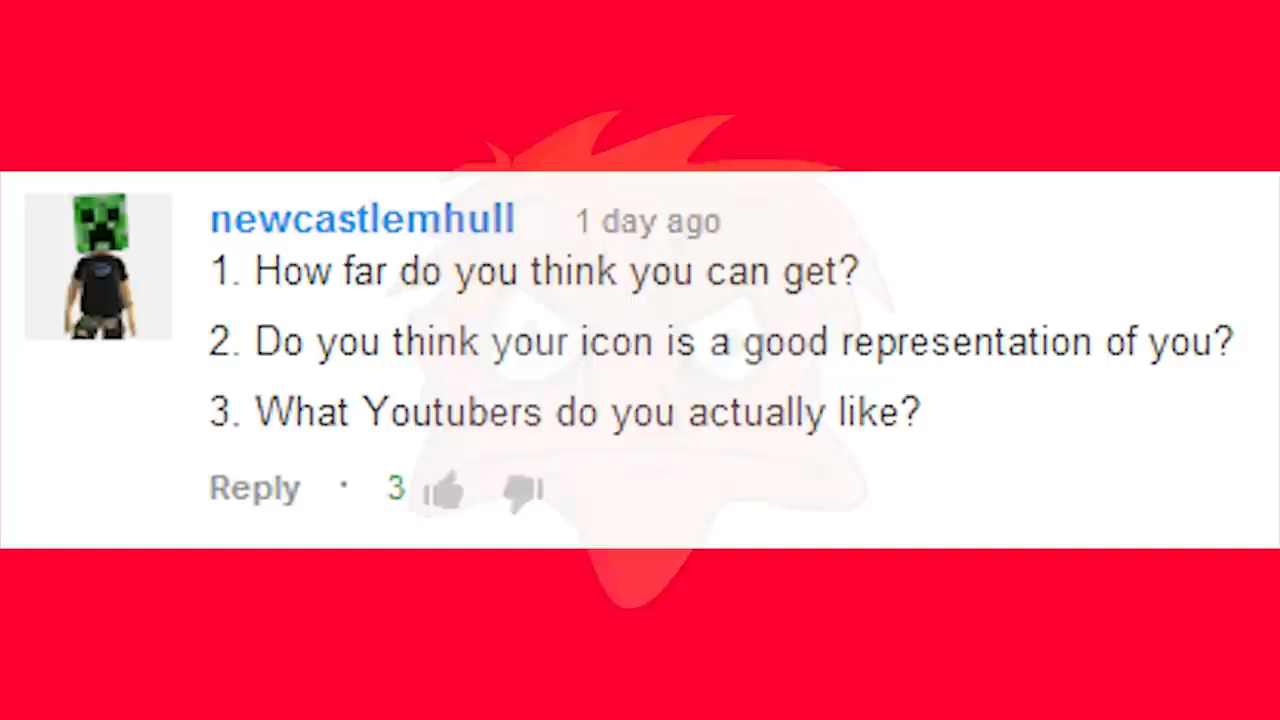 newcastlemhull 1 day ago
1. How far do you think you can get?
2. Do you think your icon is a good representation of you?
3. What Youtubers do you actually like?
Reply · 3